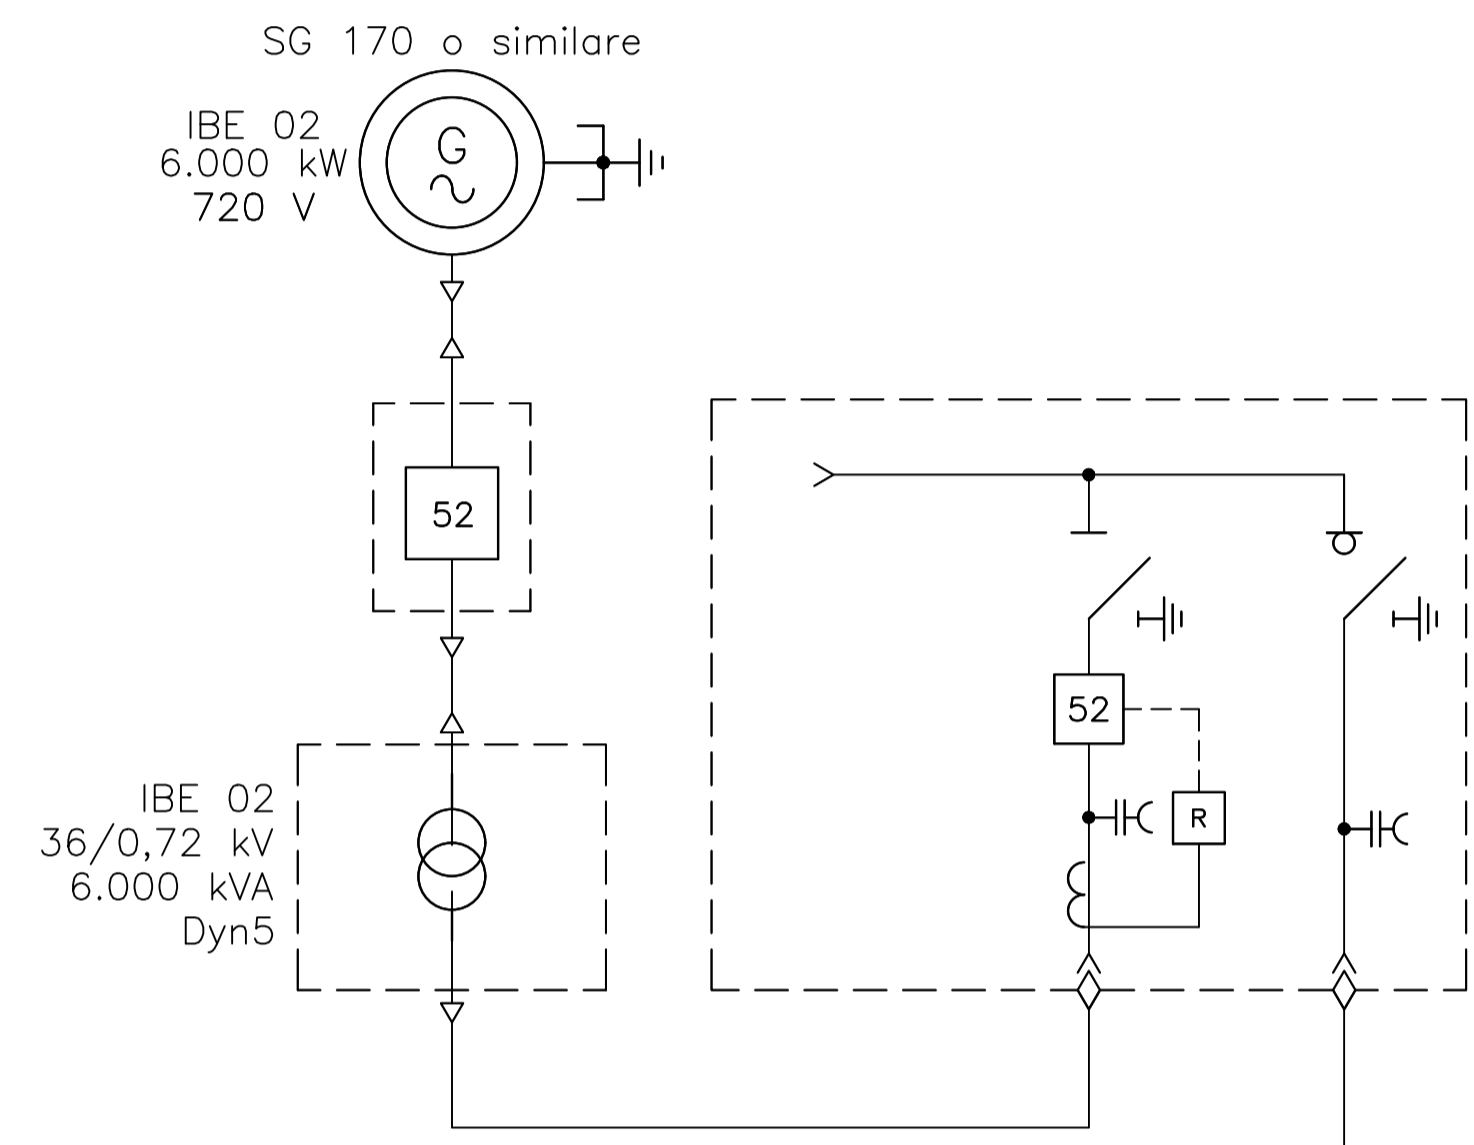 SG 170 o similare
IBE 02
6.000 kW
720 V
G
52
52
R
IBE 02
36/0,72 kV
6.000 kVA
Dyn5